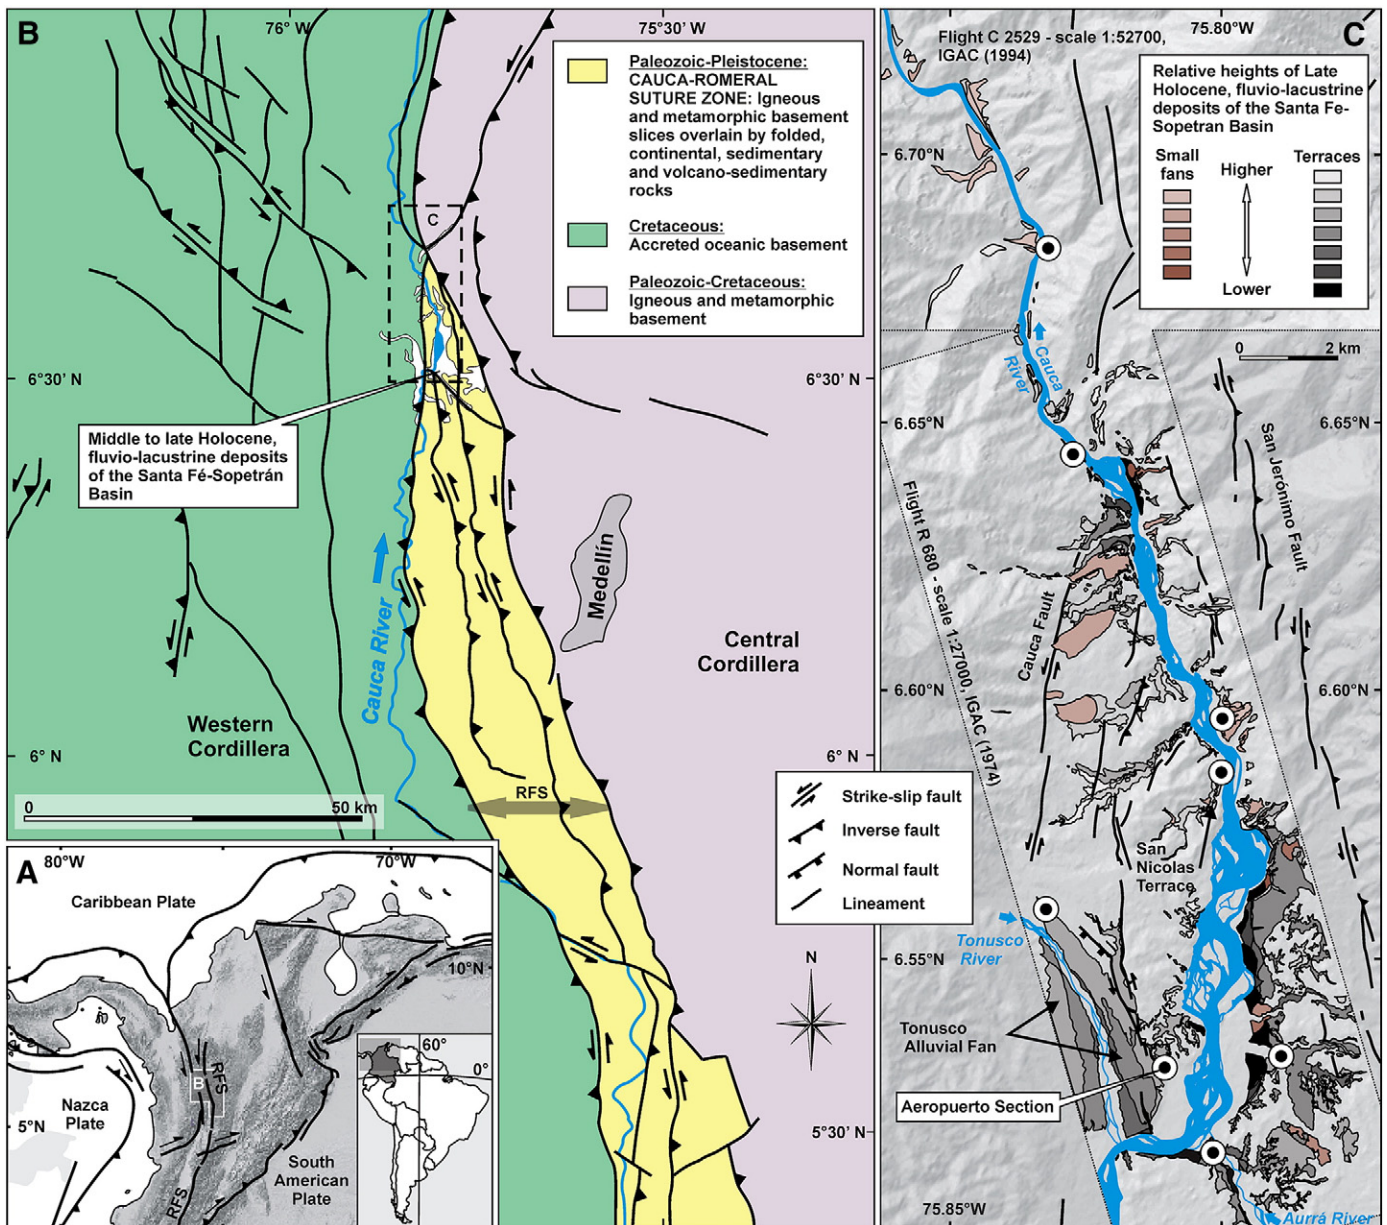 B
76° W
75°30' W
Paleozoic-Pleistocene:
CAUCA-ROMERAL
SUTURE ZONE: Igneous
and metamorphic basement
slices overlain by folded,
continental, sedimentary
and volcano-sedimentary
rocks
Cretaceous:
Accreted oceanic basement
Paleozoic-Cretaceous:
Igneous and metamorphic
basement
C
6°30' N
6°30' N
Middle to late Holocene,
fluvio-lacustrine deposits
of the Santa Fé-Sopetrán
Basin
Medellín
Cauca River
Central
Cordillera
Western
Cordillera
6° N
6° N
RFS
0
50 km
Strike-slip fault
Inverse fault
Normal fault
Lineament
N
5°30' N
A
80°W
70°W
Caribbean Plate
10°N
60°
0°
RFS
B
Nazca
Plate
5°N
South
American
Plate
RFS
C
75.80°W
Flight C 2529 - scale 1:52700,
IGAC (1994)
Relative heights of Late
Holocene, fluvio-lacustrine
deposits of the Santa Fe-
Sopetran Basin
Small
fans
Higher
Lower
Terraces
0
2 km
6.70°N
Cauca
River
6.65°N
6.65°N
San Jerónimo Fault
Flight R 680 - scale 1:27000, IGAC (1974)
Cauca Fault
6.60°N
6.60°N
San
Nicolas
Terrace
Tonusco
River
6.55°N
6.55°N
Tonusco
Alluvial Fan
Aeropuerto Section
75.85°W
Aurrá River